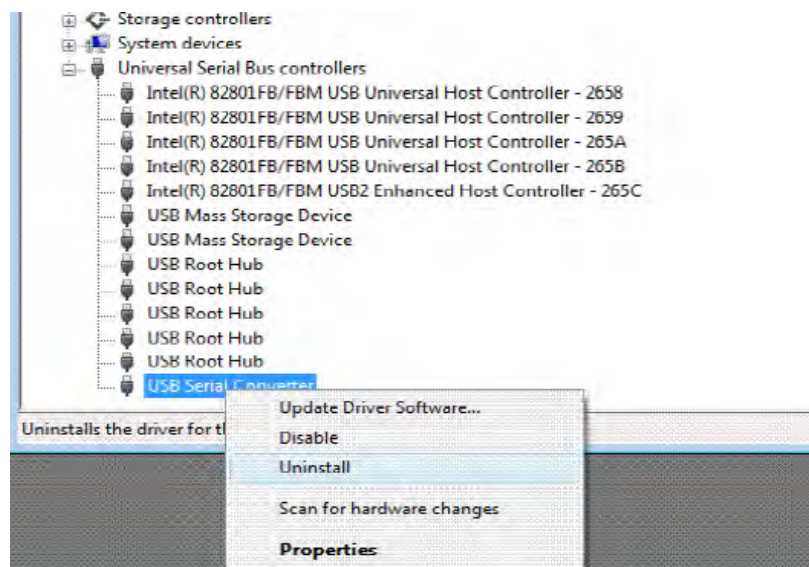 Storage controllers
System devices
Universal Serial Bus controllers
Intel(R) 82801FB/FBM USB Universal Host Controller - 2658
Intel(R) 82801FB/FBM USB Universal Host Controller - 2659
Intel(R) 82801FB/FBM USB Universal Host Controller - 265A
Intel(R) 82801FB/FBM USB Universal Host Controller - 265B
Intel(R) 82801FB/FBM USB2 Enhanced Host Controller - 265C
USB Mass Storage Device
USB Mass Storage Device
USB Root Hub
USB Root Hub
USB Root Hub
USB Root Hub
USB Root Hub
USB Serial Converter
Update Driver Software...
Uninstalls the driver for th
Disable
Uninstall
Scan for hardware changes
Properties